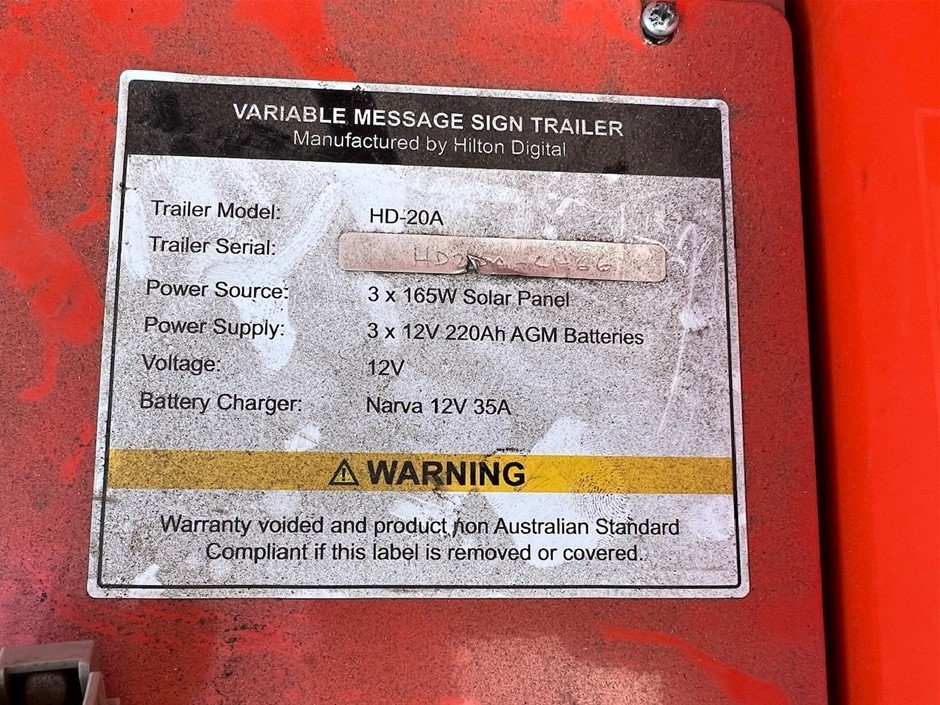 VARIABLE MESSAGE SIGN TRAILER
Manufactured by Hilton Digital
Trailer Model: HD-20A
Trailer Serial:
Power Source: 3 x 165W Solar Panel
Power Supply: 3 x 12V 220Ah AGM Batteries
Voltage: 12V
Battery Charger: Narva 12V 35A
WARNING
Warranty voided and product non Australian Standard
Compliant if this label is removed or covered.